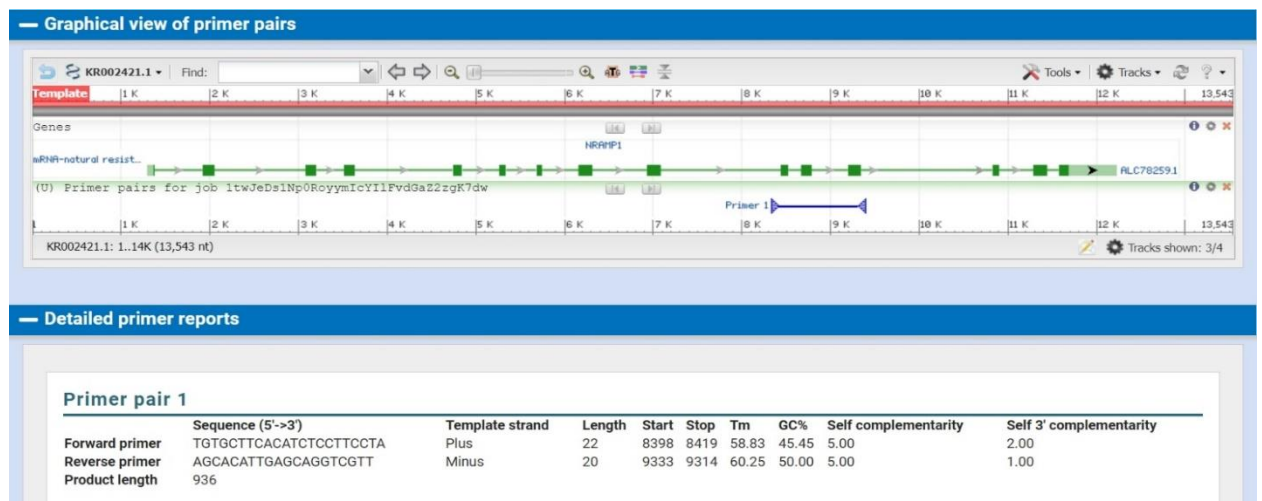 Graphical view of primer pairs
KR002421.1 Find: Tools Tracks ?
Template 1 K 2 K 3 K 4 K 5 K 6 K 7 K 8 K 9 K 10 K 11 K 12 K 13,543
Genes
NRAMP1
mRNA-natural resist…
ALC78259.1
(U) Primer pairs for job
Primer 1
1 1 K 2 K 3 K 4 K 5 K 6 K 7 K 8 K 9 K 10 K 11 K 12 K 13,543
KR002421.1: 1..14K (13,543 nt) Tracks shown: 3/4
Detailed primer reports
Primer pair 1
Sequence (5'->3') Template strand Length Start Stop Tm GC% Self complementarity Self 3' complementarity
Forward primer TGTGCTTCACATCTCCTTCCTA Plus 22 8398 8419 58.83 45.45 5.00 2.00
Reverse primer AGCACATTGAGCAGGTCGTT Minus 20 9333 9314 60.25 50.00 5.00 1.00
Product length 936